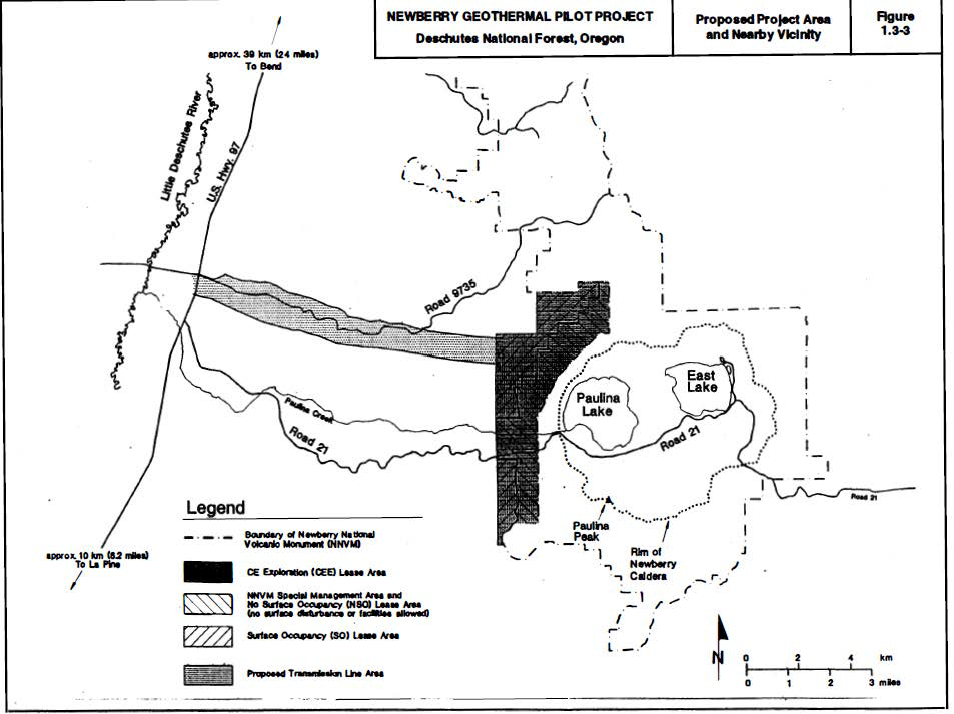 NEWBERRY GEOTHERMAL PILOT PROJECT
Deschutes National Forest, Oregon
Proposed Project Area
and Nearby Vicinity
Figure
1.3-3
approx. 39 km (24 miles)
To Bend
Little Deschutes River
U.S. Hwy. 97
Road 9735
Paulina Creek
Road 21
Paulina
Lake
East
Lake
Road 21
Road 21
Paulina
Peak
Rim of
Newberry
Caldera
approx. 10 km (6.2 miles)
To La Pine
Legend
Boundary of Newberry National
Volcanic Monument (NNVM)
CE Exploration (CEE) Lease Area
NNVM Special Management Area and
No Surface Occupancy (NSO) Lease Area
(no surface disturbance or facilities allowed)
Surface Occupancy (SO) Lease Area
Proposed Transmission Line Area
N
0 2 4 km
0 1 2 3 miles